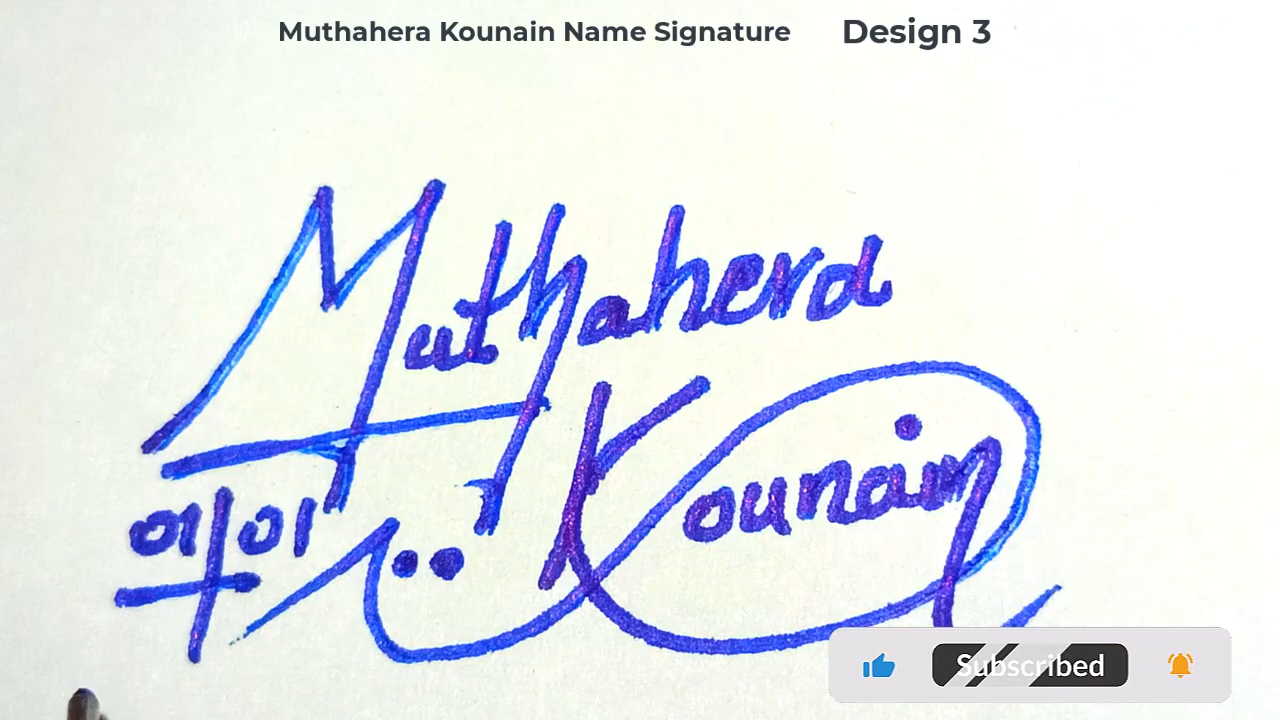 Muthahera Kounain Name Signature Design 3
Muthahera
01/01
Kounain
Subscribed